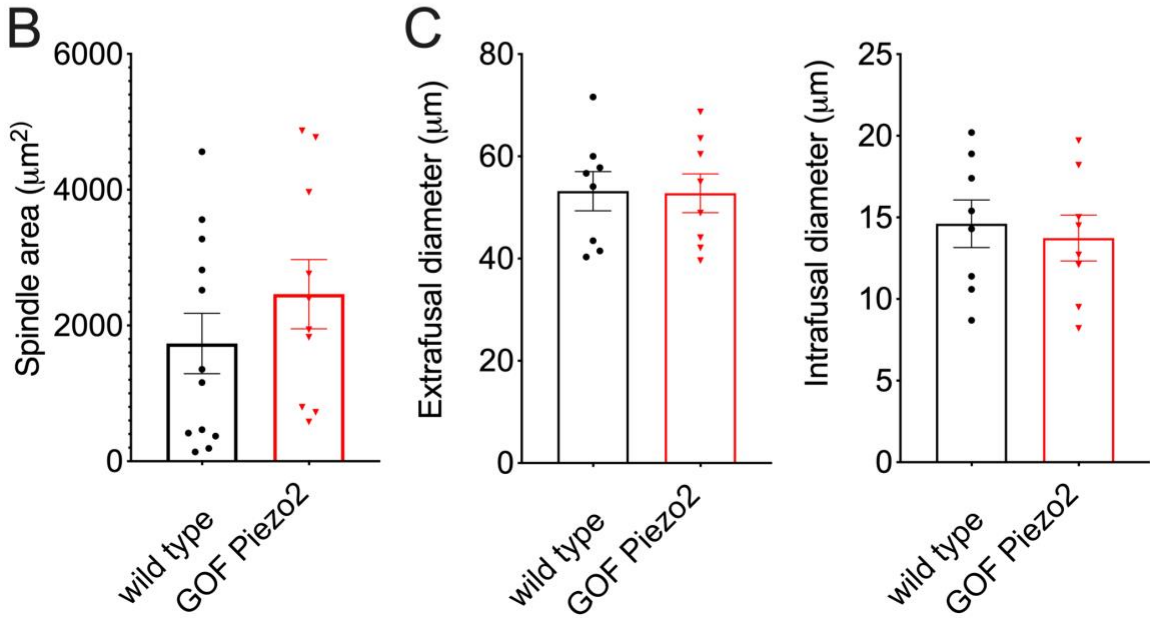 B
Spindle area (μm²)
6000
4000
2000
0
wild type
GOF Piezo2
C
Extrafusal diameter (μm)
80
60
40
20
0
wild type
GOF Piezo2
Intrafusal diameter (μm)
25
20
15
10
5
0
wild type
GOF Piezo2